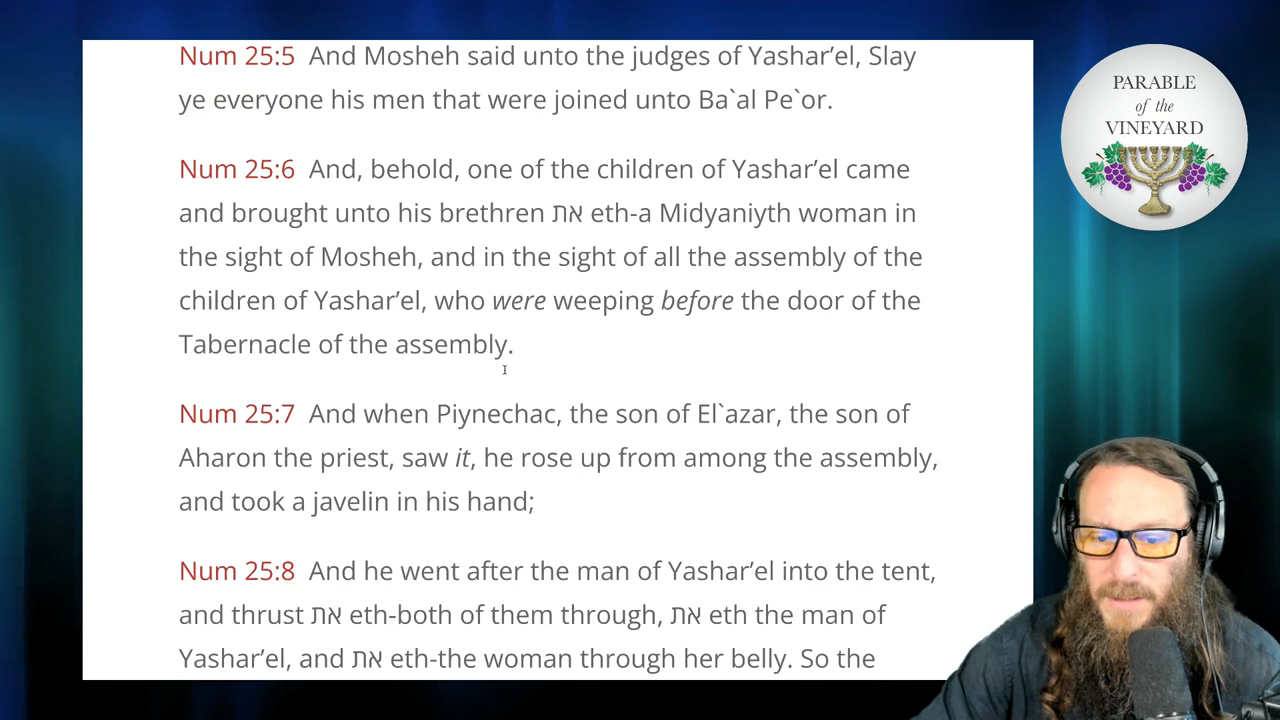 Num 25:5 And Mosheh said unto the judges of Yashar’el, Slay
ye everyone his men that were joined unto Ba`al Pe`or.
Num 25:6 And, behold, one of the children of Yashar’el came
and brought unto his brethren את eth-a Midyaniyth woman in
the sight of Mosheh, and in the sight of all the assembly of the
children of Yashar’el, who were weeping before the door of the
Tabernacle of the assembly.
Num 25:7 And when Piynechac, the son of El`azar, the son of
Aharon the priest, saw it, he rose up from among the assembly,
and took a javelin in his hand;
Num 25:8 And he went after the man of Yashar’el into the tent,
and thrust את eth-both of them through, את eth the man of
Yashar’el, and את eth-the woman through her belly. So the
PARABLE
of the
VINEYARD